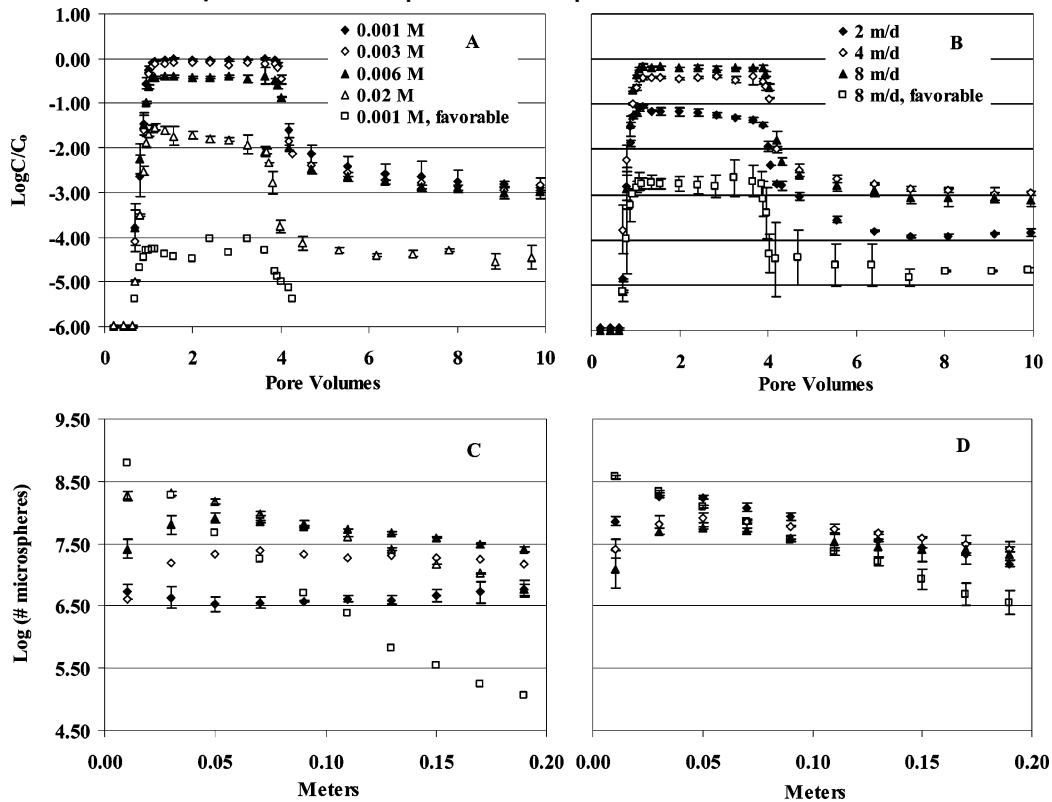 1.00
0.00
-1.00
-2.00
-3.00
-4.00
-5.00
-6.00
LogC/Co
0 2 4 6 8 10
Pore Volumes
A
0.001 M
0.003 M
0.006 M
0.02 M
0.001 M, favorable
B
2 m/d
4 m/d
8 m/d
8 m/d, favorable
0 2 4 6 8 10
Pore Volumes
9.50
8.50
7.50
6.50
5.50
4.50
Log (# microspheres)
C
0.00 0.05 0.10 0.15 0.20
Meters
D
0.00 0.05 0.10 0.15 0.20
Meters